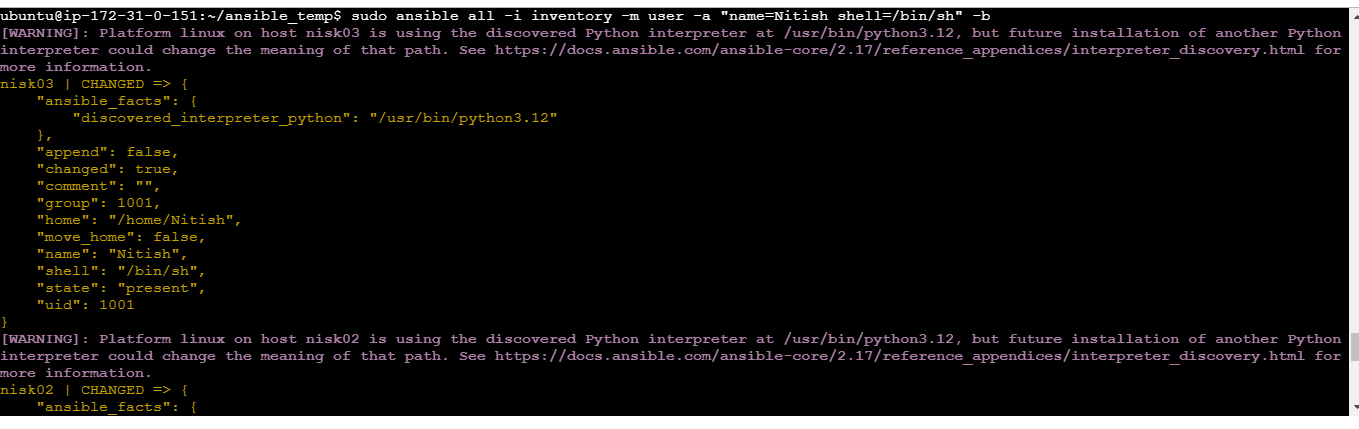 ubuntu@ip-172-31-0-151:~/ansible_temp$ sudo ansible all -i inventory -m user -a "name=Nitish shell=/bin/sh" -b
[WARNING]: Platform linux on host nisk03 is using the discovered Python interpreter at /usr/bin/python3.12, but future installation of another Python
interpreter could change the meaning of that path. See https://docs.ansible.com/ansible-core/2.17/reference_appendices/interpreter_discovery.html for
more information.
nisk03 | CHANGED => {
    "ansible_facts": {
        "discovered_interpreter_python": "/usr/bin/python3.12"
    },
    "append": false,
    "changed": true,
    "comment": "",
    "group": 1001,
    "home": "/home/Nitish",
    "move_home": false,
    "name": "Nitish",
    "shell": "/bin/sh",
    "state": "present",
    "uid": 1001
}
[WARNING]: Platform linux on host nisk02 is using the discovered Python interpreter at /usr/bin/python3.12, but future installation of another Python
interpreter could change the meaning of that path. See https://docs.ansible.com/ansible-core/2.17/reference_appendices/interpreter_discovery.html for
more information.
nisk02 | CHANGED => {
    "ansible_facts": {